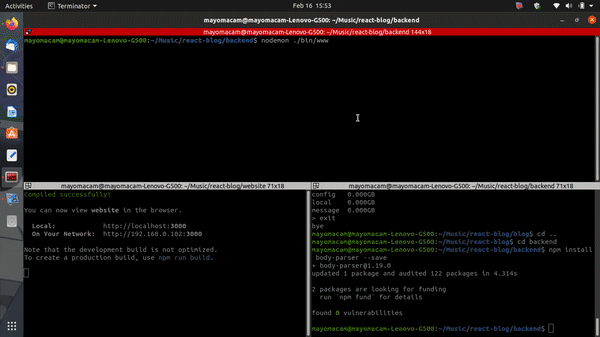 Activities
Terminator
Feb 16 15:53
mayomacam@mayomacam-Lenovo-G500: ~/Music/react-blog/backend
mayomacam@mayomacam-Lenovo-G500: ~/Music/react-blog/backend 144x18
mayomacam@mayomacam-Lenovo-G500:~/Music/react-blog/backend$ nodemon ./bin/www
mayomacam@mayomacam-Lenovo-G500: ~/Music/react-blog/website 71x18
Compiled successfully!
You can now view website in the browser.
Local: http://localhost:3000
On Your Network: http://192.168.0.102:3000
Note that the development build is not optimized.
To create a production build, use npm run build.
mayomacam@mayomacam-Lenovo-G500: ~/Music/react-blog/backend 71x18
config 0.000GB
local 0.000GB
message 0.000GB
> exit
bye
mayomacam@mayomacam-Lenovo-G500:~/Music/react-blog/blog$ cd ..
mayomacam@mayomacam-Lenovo-G500:~/Music/react-blog$ cd backend
mayomacam@mayomacam-Lenovo-G500:~/Music/react-blog/backend$ npm install
body-parser --save
+ body-parser@1.19.0
updated 1 package and audited 122 packages in 4.314s
2 packages are looking for funding
run `npm fund` for details
found 0 vulnerabilities
mayomacam@mayomacam-Lenovo-G500:~/Music/react-blog/backend$